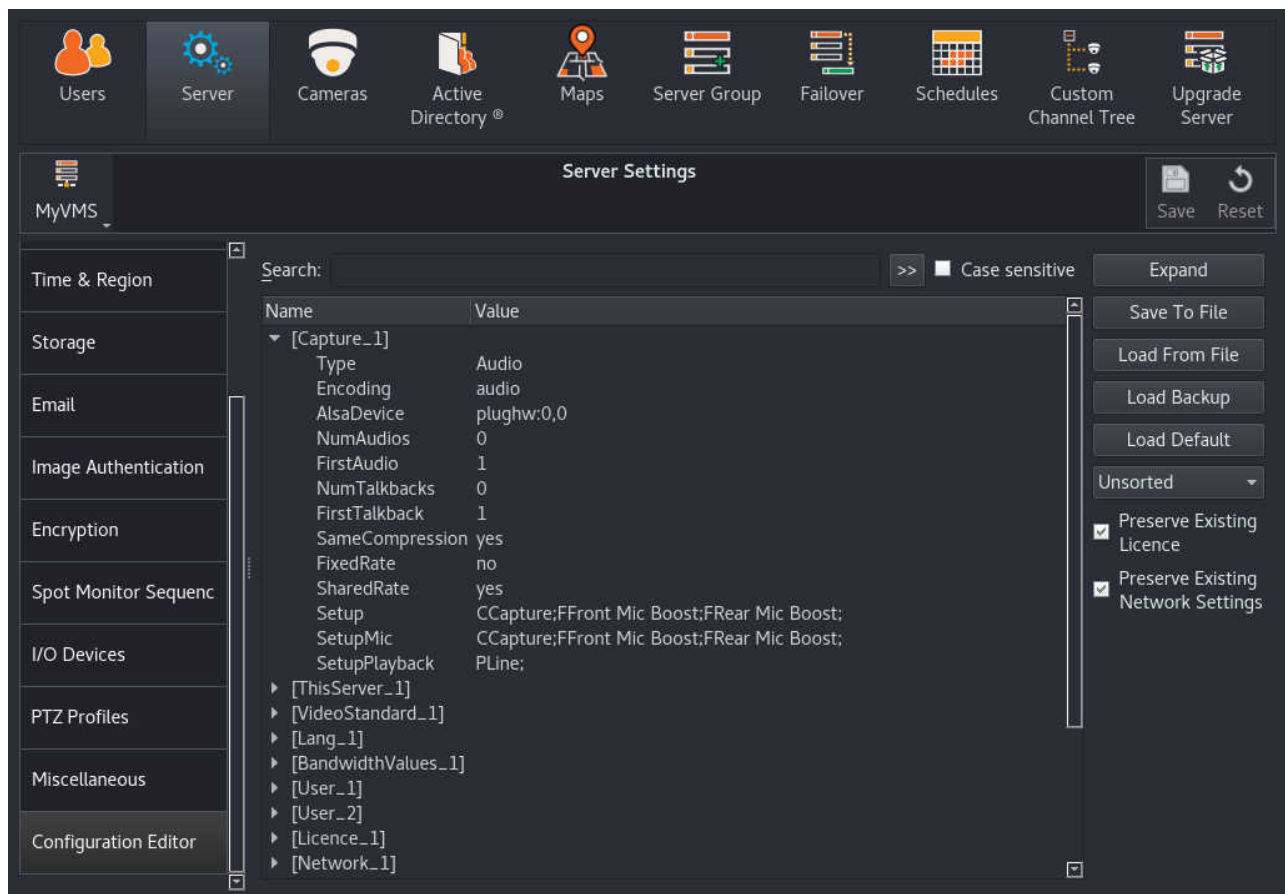 Users
Server
Cameras
Active
Directory ®
Maps
Server Group
Failover
Schedules
Custom
Channel Tree
Upgrade
Server
MyVMS
Server Settings
Save
Reset
Time & Region
Storage
Email
Image Authentication
Encryption
Spot Monitor Sequenc
I/O Devices
PTZ Profiles
Miscellaneous
Configuration Editor
Search:
>>
Case sensitive
Name Value
[Capture_1]
Type Audio
Encoding audio
AlsaDevice plughw:0,0
NumAudios 0
FirstAudio 1
NumTalkbacks 0
FirstTalkback 1
SameCompression yes
FixedRate no
SharedRate yes
Setup CCapture;FFront Mic Boost;FRear Mic Boost;
SetupMic CCapture;FFront Mic Boost;FRear Mic Boost;
SetupPlayback PLine;
[ThisServer_1]
[VideoStandard_1]
[Lang_1]
[BandwidthValues_1]
[User_1]
[User_2]
[Licence_1]
[Network_1]
Expand
Save To File
Load From File
Load Backup
Load Default
Unsorted
Preserve Existing
Licence
Preserve Existing
Network Settings